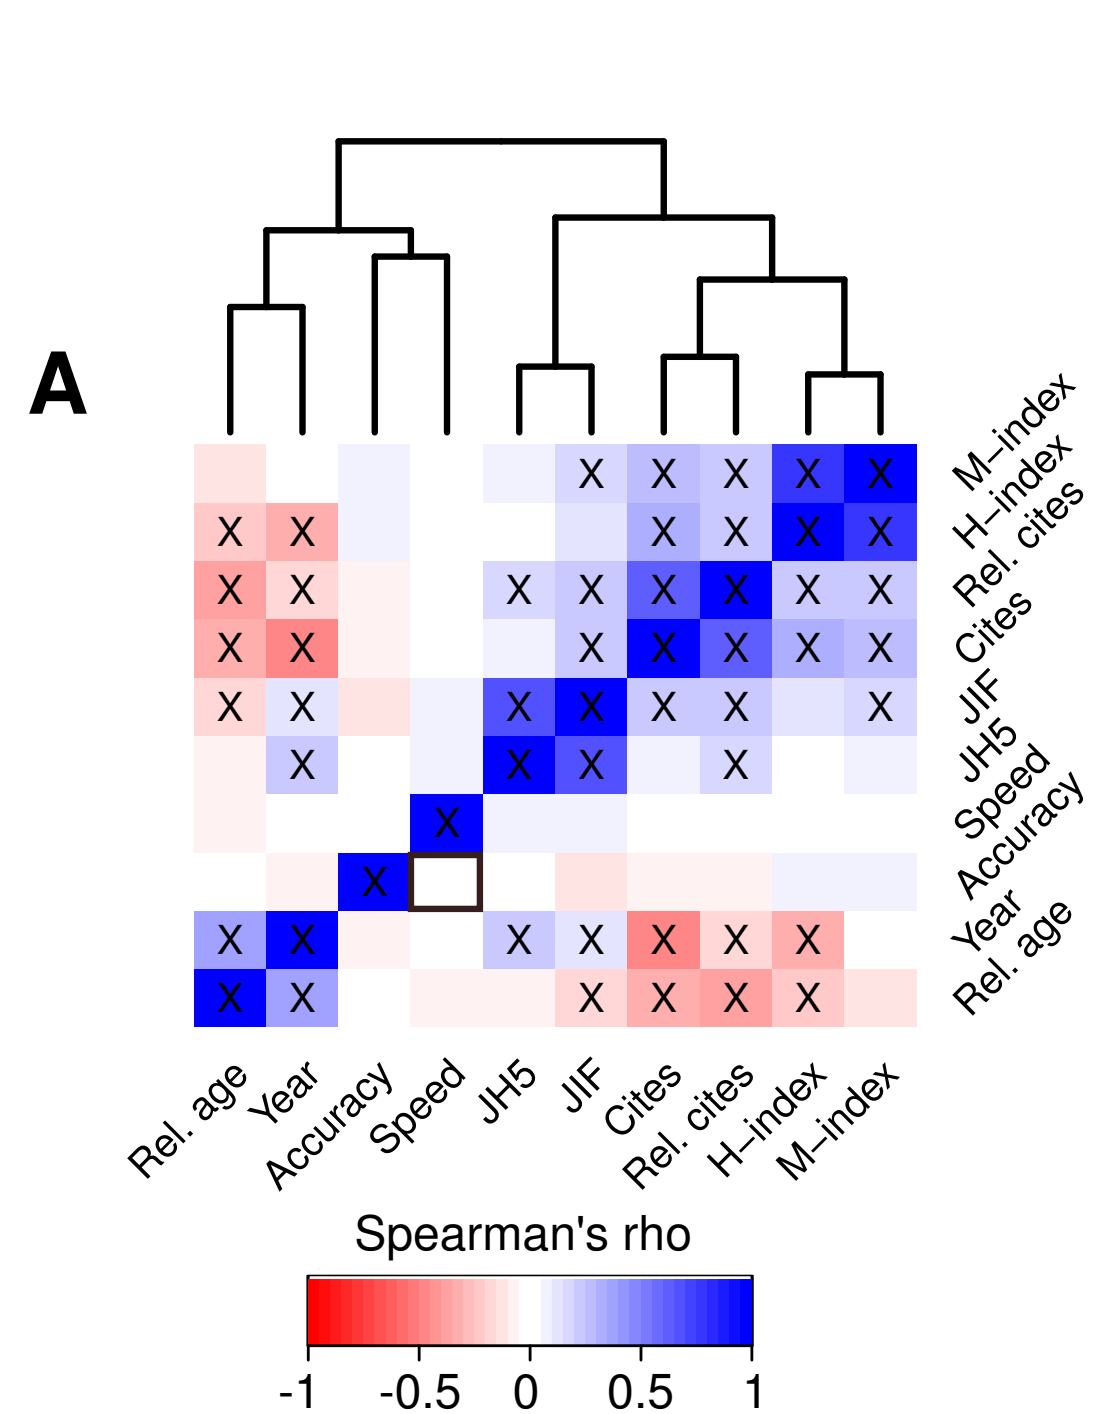 A
M–index
H–index
Rel. cites
Cites
JIF
JH5
Speed
Accuracy
Year
Rel. age
X X X X X
X X X X X X
X X X X X X X X
X X X X X X X
X X X X X X X
X X X X
X
X
X X X X X X X
X X X X X X
Rel. age Year Accuracy Speed JH5 JIF Cites Rel. cites H–index M–index
Spearman's rho
-1 -0.5 0 0.5 1